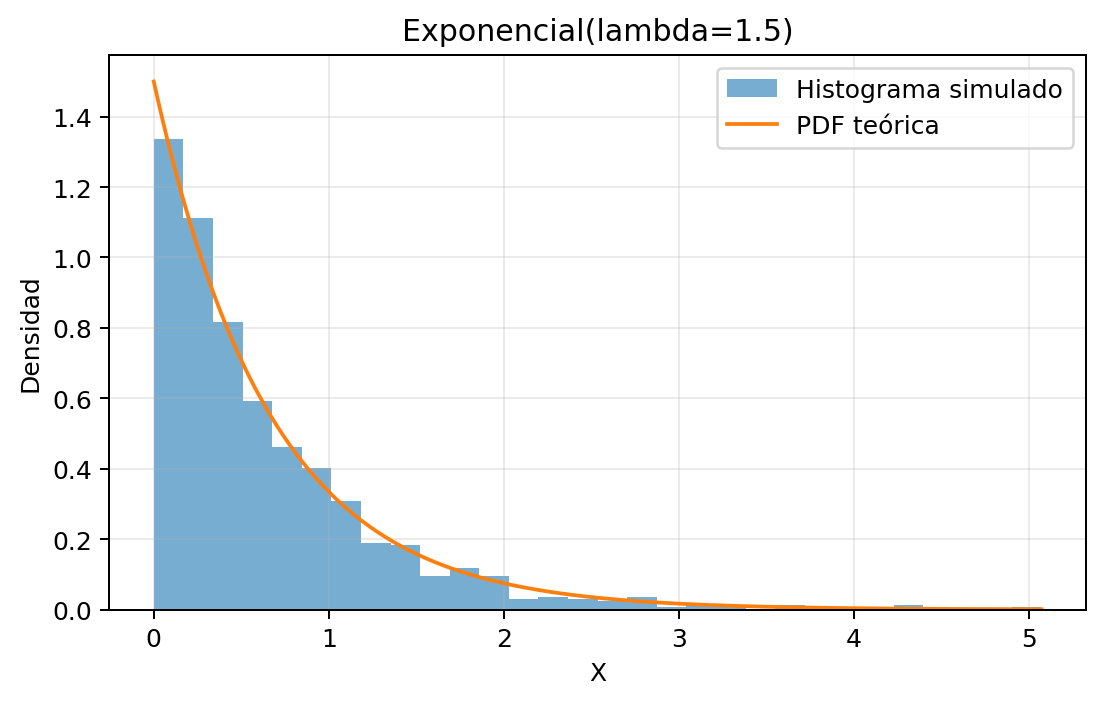 Exponencial(lambda=1.5)
Histograma simulado
PDF teórica
Densidad
1.4
1.2
1.0
0.8
0.6
0.4
0.2
0.0
0 1 2 3 4 5
X